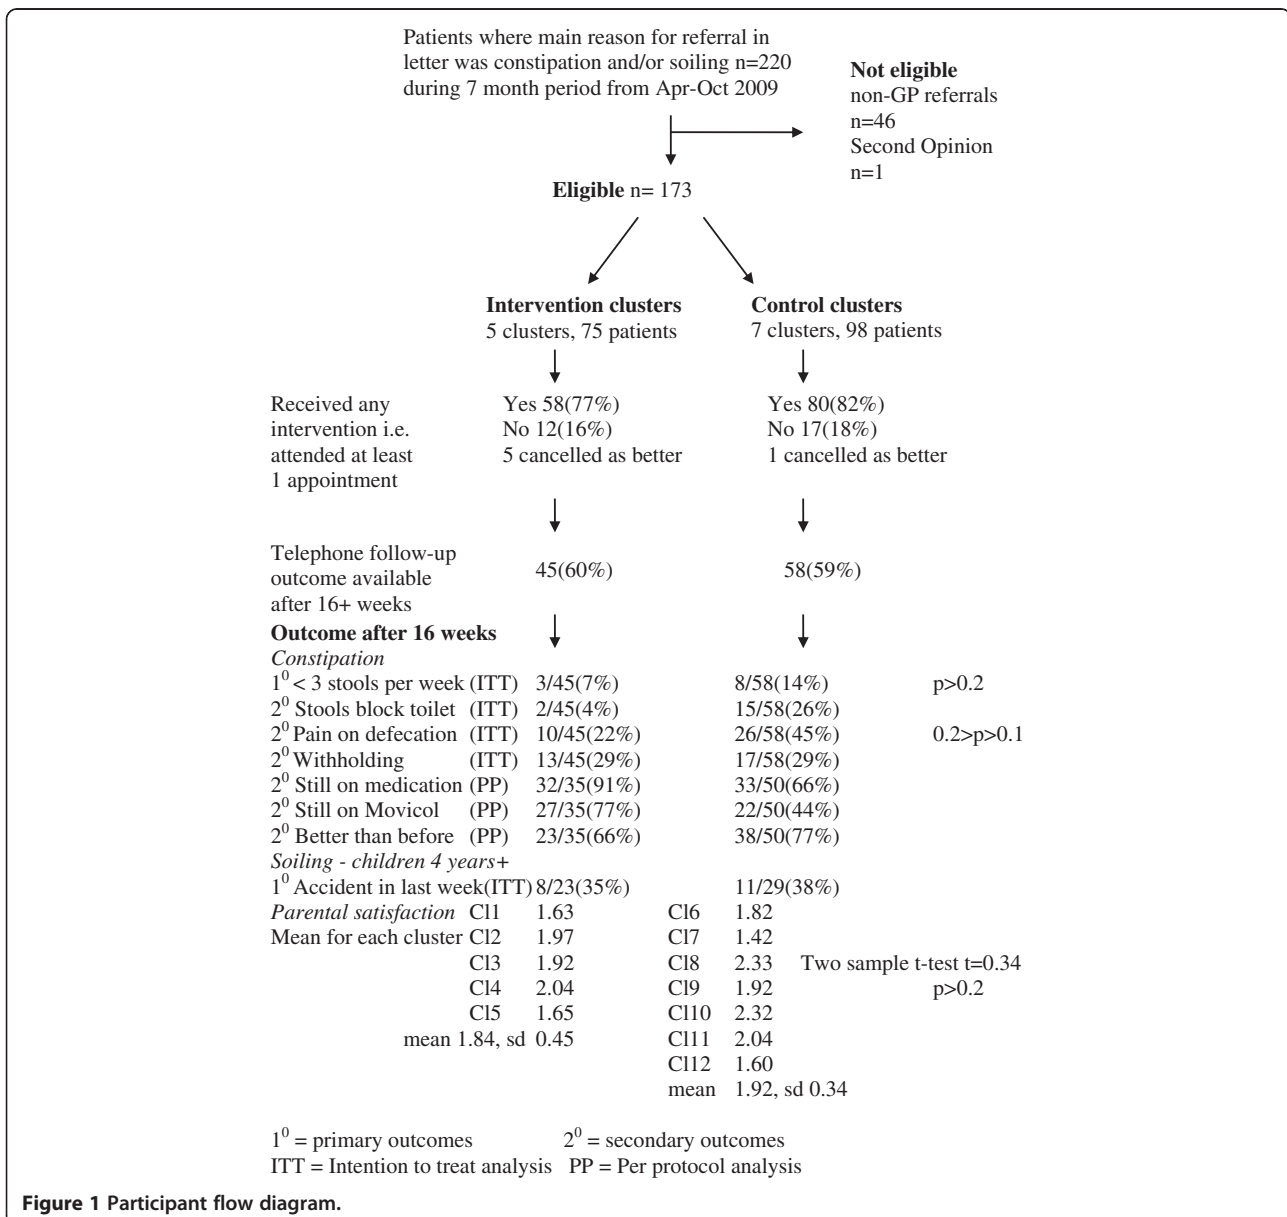 Patients where main reason for referral in
letter was constipation and/or soiling n=220
during 7 month period from Apr-Oct 2009
Not eligible
non-GP referrals
n=46
Second Opinion
n=1
Eligible n= 173
Intervention clusters
5 clusters, 75 patients
Control clusters
7 clusters, 98 patients
Received any
intervention i.e.
attended at least
1 appointment
Yes 58(77%)
No 12(16%)
5 cancelled as better
Yes 80(82%)
No 17(18%)
1 cancelled as better
Telephone follow-up
outcome available
after 16+ weeks
45(60%)
58(59%)
Outcome after 16 weeks
Constipation
1⁰ < 3 stools per week (ITT) 3/45(7%) 8/58(14%) p>0.2
2⁰ Stools block toilet (ITT) 2/45(4%) 15/58(26%)
2⁰ Pain on defecation (ITT) 10/45(22%) 26/58(45%) 0.2>p>0.1
2⁰ Withholding (ITT) 13/45(29%) 17/58(29%)
2⁰ Still on medication (PP) 32/35(91%) 33/50(66%)
2⁰ Still on Movicol (PP) 27/35(77%) 22/50(44%)
2⁰ Better than before (PP) 23/35(66%) 38/50(77%)
Soiling - children 4 years+
1⁰ Accident in last week(ITT) 8/23(35%) 11/29(38%)
Parental satisfaction Cl1 1.63 Cl6 1.82
Mean for each cluster Cl2 1.97 Cl7 1.42
Cl3 1.92 Cl8 2.33 Two sample t-test t=0.34
Cl4 2.04 Cl9 1.92 p>0.2
Cl5 1.65 Cl10 2.32
mean 1.84, sd 0.45 Cl11 2.04
Cl12 1.60
mean 1.92, sd 0.34
1⁰ = primary outcomes 2⁰ = secondary outcomes
ITT = Intention to treat analysis PP = Per protocol analysis
Figure 1 Participant flow diagram.